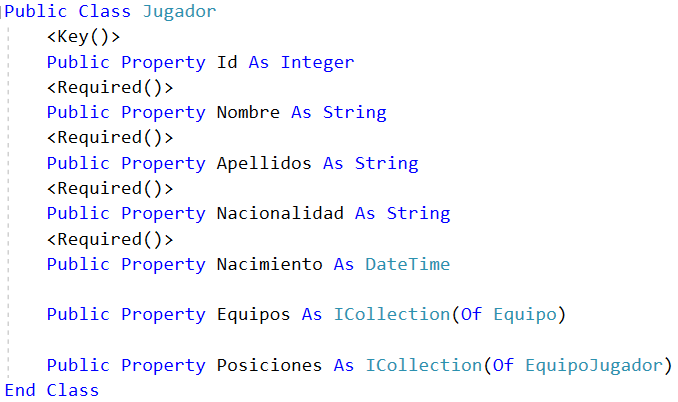 Public Class Jugador
    <Key()>
    Public Property Id As Integer
    <Required()>
    Public Property Nombre As String
    <Required()>
    Public Property Apellidos As String
    <Required()>
    Public Property Nacionalidad As String
    <Required()>
    Public Property Nacimiento As DateTime

    Public Property Equipos As ICollection(Of Equipo)

    Public Property Posiciones As ICollection(Of EquipoJugador)
End Class